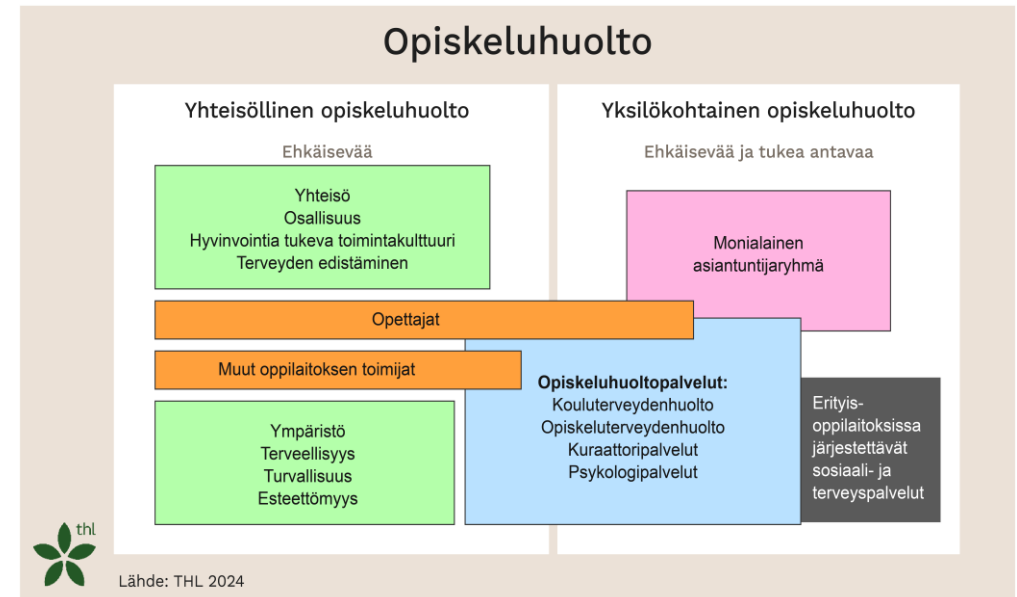 Opiskeluhuolto
Yhteisöllinen opiskeluhuolto
Ehkäisevää
Yhteisö
Osallisuus
Hyvinvointia tukeva toimintakulttuuri
Terveyden edistäminen
Yksilökohtainen opiskeluhuolto
Ehkäisevää ja tukea antavaa
Monialainen
asiantuntijaryhmä
Opettajat
Muut oppilaitoksen toimijat
Ympäristö
Terveellisyys
Turvallisuus
Esteettömyys
Opiskeluhuoltopalvelut:
Kouluterveydenhuolto
Opiskeluterveydenhuolto
Kuraattoripalvelut
Psykologipalvelut
Erityis-
oppilaitoksissa
järjestettävät
sosiaali- ja
terveyspalvelut
thl
Lähde: THL 2024